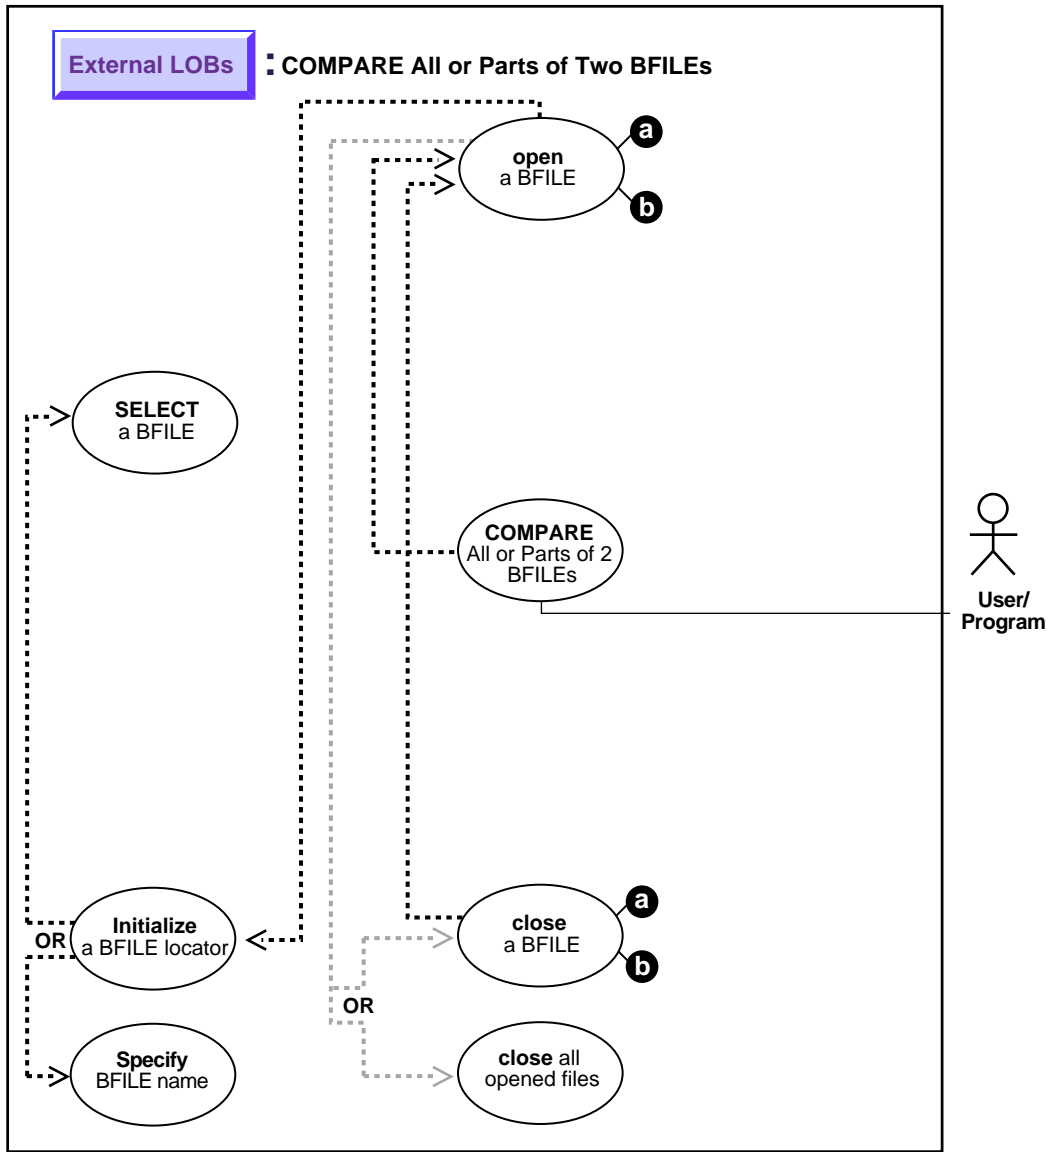 External LOBs : COMPARE All or Parts of Two BFILEs
a
open
a BFILE
b
SELECT
a BFILE
COMPARE
All or Parts of 2
BFILEs
User/
Program
a
Initialize
close
OR
a BFILE locator
a BFILE
b
OR
Specify
BFILE name
close all
opened files